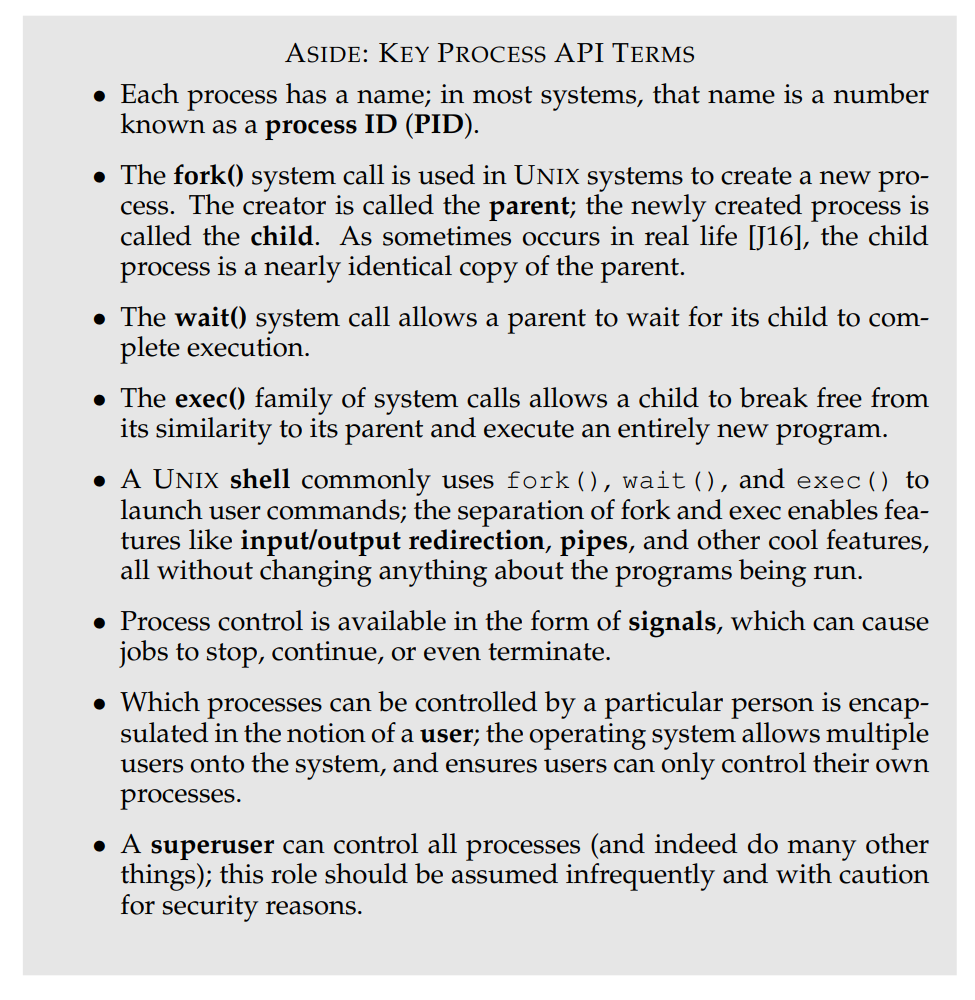 ASIDE: KEY PROCESS API TERMS
• Each process has a name; in most systems, that name is a number
known as a process ID (PID).
• The fork() system call is used in UNIX systems to create a new pro-
cess. The creator is called the parent; the newly created process is
called the child. As sometimes occurs in real life [J16], the child
process is a nearly identical copy of the parent.
• The wait() system call allows a parent to wait for its child to com-
plete execution.
• The exec() family of system calls allows a child to break free from
its similarity to its parent and execute an entirely new program.
• A UNIX shell commonly uses fork(), wait(), and exec() to
launch user commands; the separation of fork and exec enables fea-
tures like input/output redirection, pipes, and other cool features,
all without changing anything about the programs being run.
• Process control is available in the form of signals, which can cause
jobs to stop, continue, or even terminate.
• Which processes can be controlled by a particular person is encap-
sulated in the notion of a user; the operating system allows multiple
users onto the system, and ensures users can only control their own
processes.
• A superuser can control all processes (and indeed do many other
things); this role should be assumed infrequently and with caution
for security reasons.